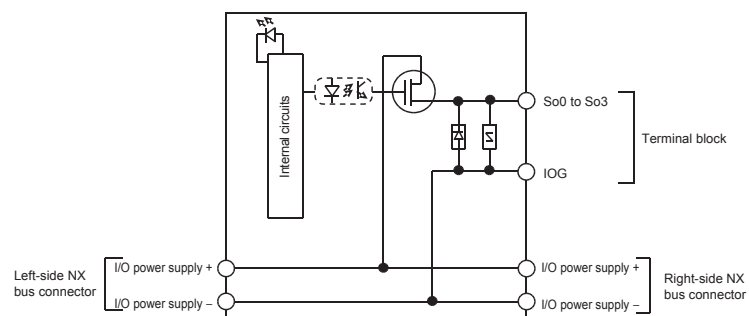 Internal circuits
So0 to So3
Terminal block
IOG
Left-side NX
bus connector
I/O power supply +
I/O power supply –
I/O power supply +
I/O power supply –
Right-side NX
bus connector